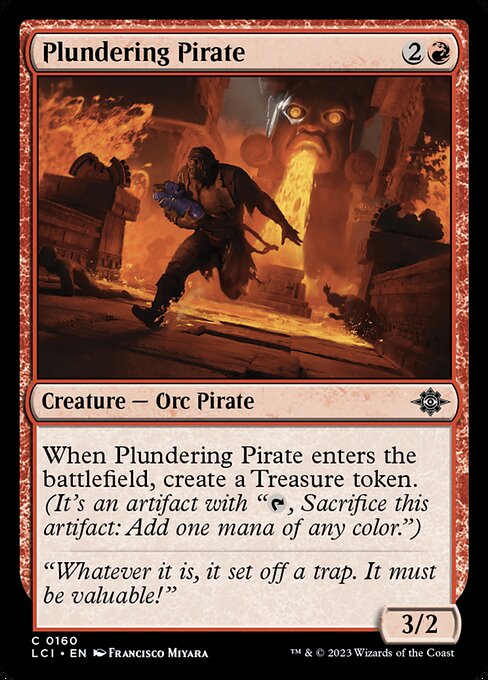 Plundering Pirate 2
Creature — Orc Pirate
When Plundering Pirate enters the
battlefield, create a Treasure token.
(It's an artifact with “, Sacrifice this
artifact: Add one mana of any color.”)
“Whatever it is, it set off a trap. It must
be valuable!”
3/2
C 0160
LCI • EN Francisco Miyara
™ & © 2023 Wizards of the Coast